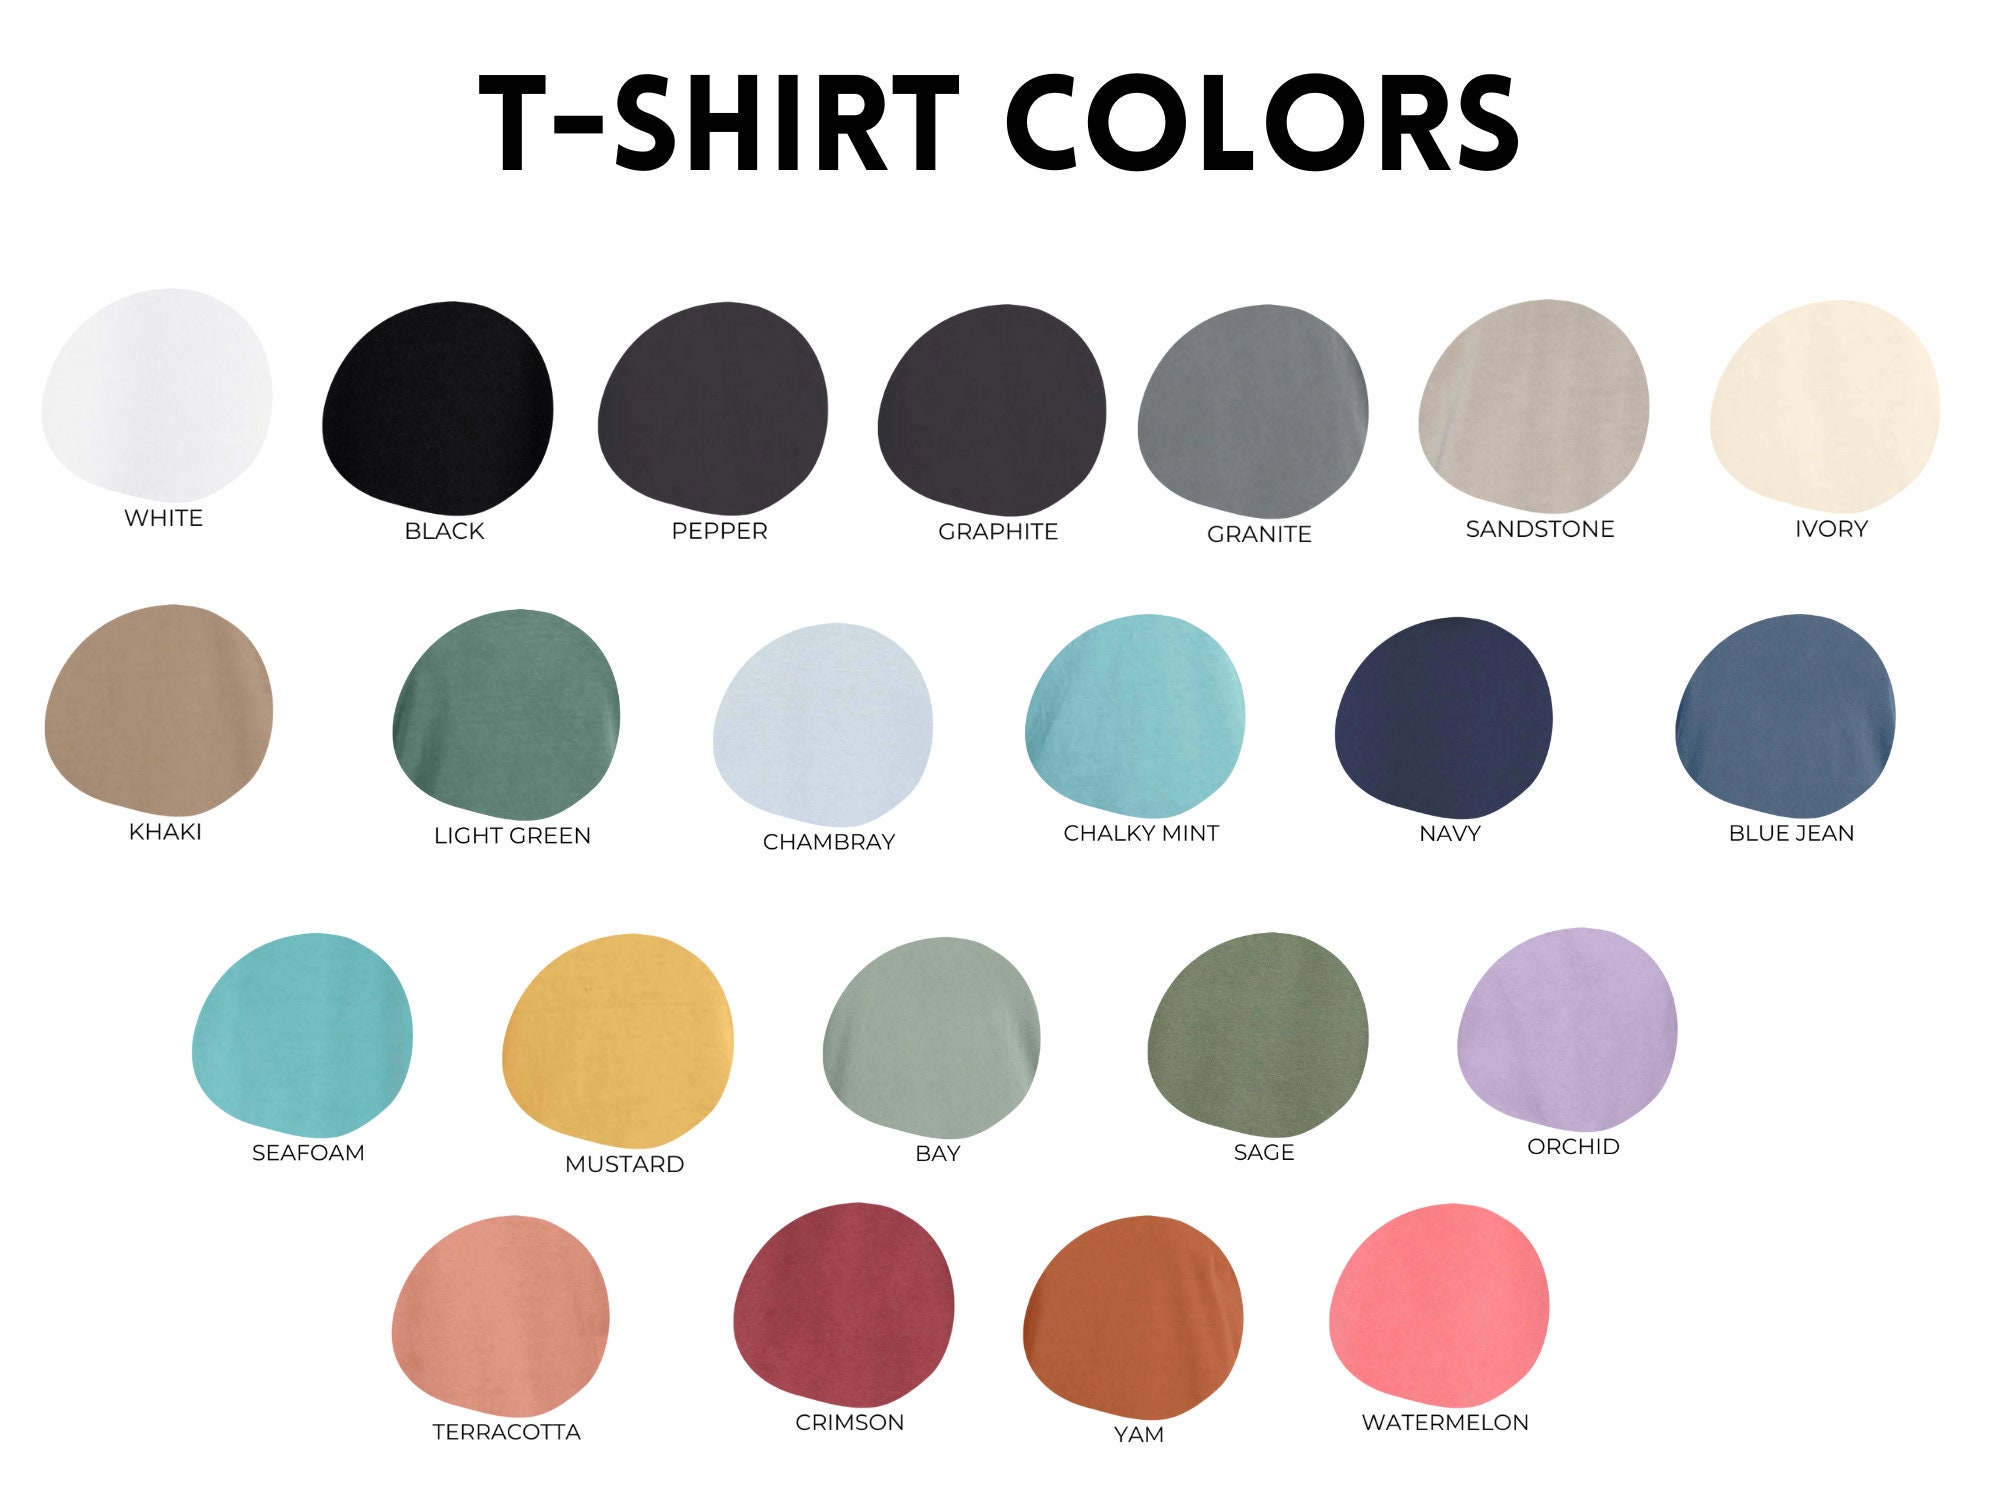 T-SHIRT COLORS
WHITE
BLACK
PEPPER
GRAPHITE
GRANITE
SANDSTONE
IVORY
KHAKI
LIGHT GREEN
CHAMBRAY
CHALKY MINT
NAVY
BLUE JEAN
SEAFOAM
MUSTARD
BAY
SAGE
ORCHID
TERRACOTTA
CRIMSON
YAM
WATERMELON